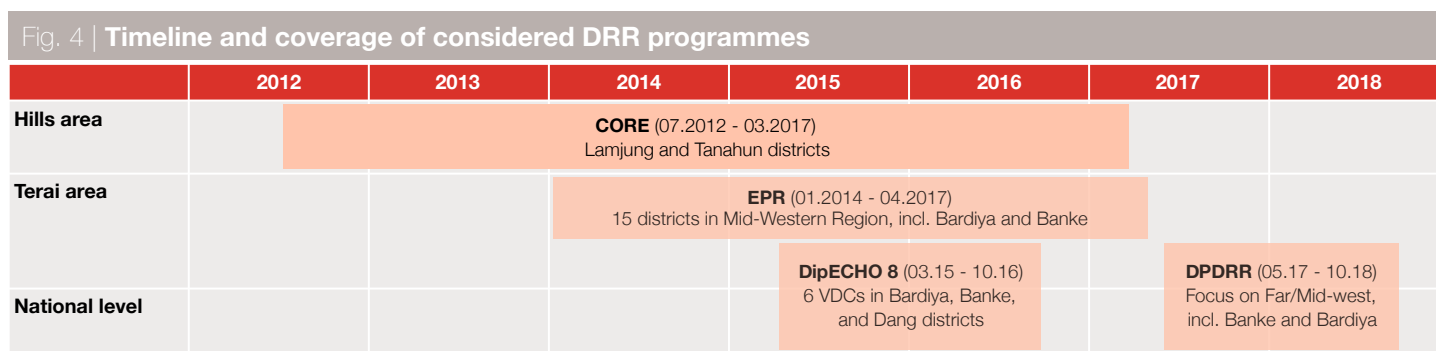 Fig. 4 | Timeline and coverage of considered DRR programmes
2012 2013 2014 2015 2016 2017 2018
Hills area
CORE (07.2012 - 03.2017)
Lamjung and Tanahun districts
Terai area
EPR (01.2014 - 04.2017)
15 districts in Mid-Western Region, incl. Bardiya and Banke
National level
DipECHO 8 (03.15 - 10.16)
6 VDCs in Bardiya, Banke,
and Dang districts
DPDRR (05.17 - 10.18)
Focus on Far/Mid-west,
incl. Banke and Bardiya